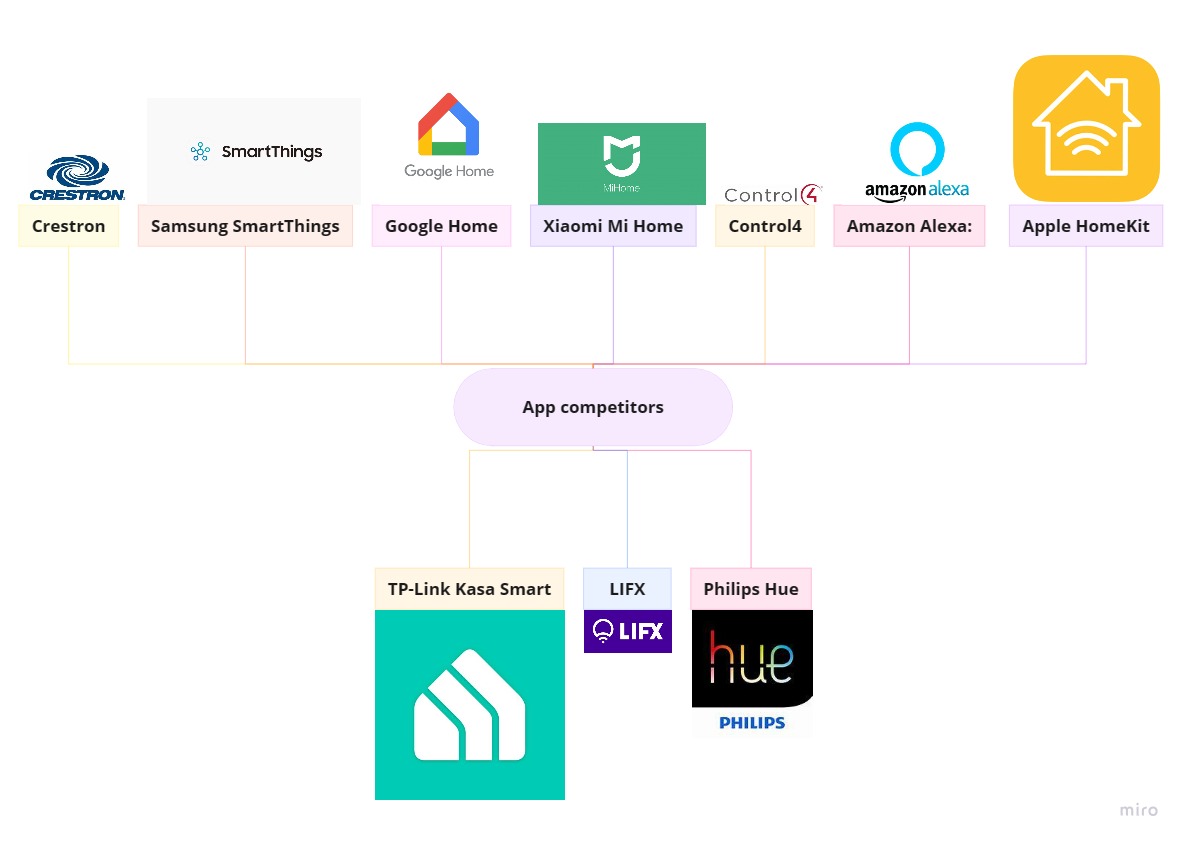 SmartThings
Google Home
MiHome
CRESTRON
Control4
amazon alexa
Crestron
Samsung SmartThings
Google Home
Xiaomi Mi Home
Control4
Amazon Alexa:
Apple HomeKit
App competitors
TP-Link Kasa Smart
LIFX
Philips Hue
LIFX
hue
PHILIPS
miro